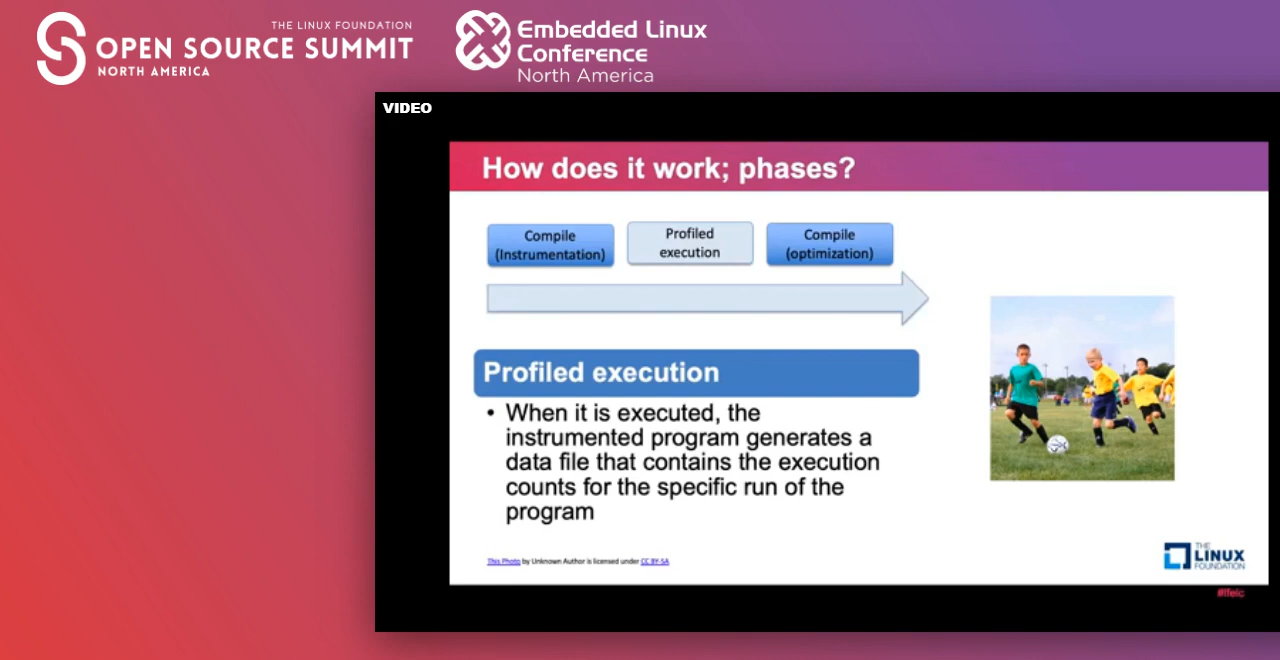 THE LINUX FOUNDATION
OPEN SOURCE SUMMIT
NORTH AMERICA
Embedded Linux
Conference
North America
VIDEO
How does it work; phases?
Compile
(Instrumentation)
Profiled
execution
Compile
(optimization)
Profiled execution
• When it is executed, the
instrumented program generates a
data file that contains the execution
counts for the specific run of the
program
This Photo by Unknown Author is licensed under CC BY-SA
THE
LINUX
FOUNDATION
#lfelc